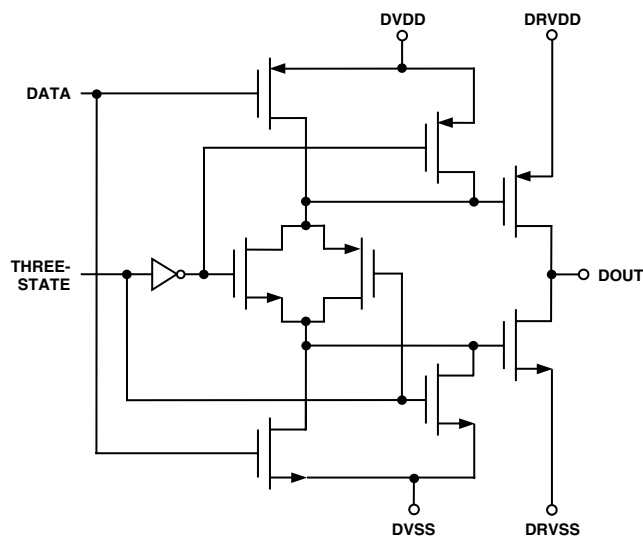 DVDD
DRVDD
DATA
THREE-
STATE
DOUT
DVSS
DRVSS